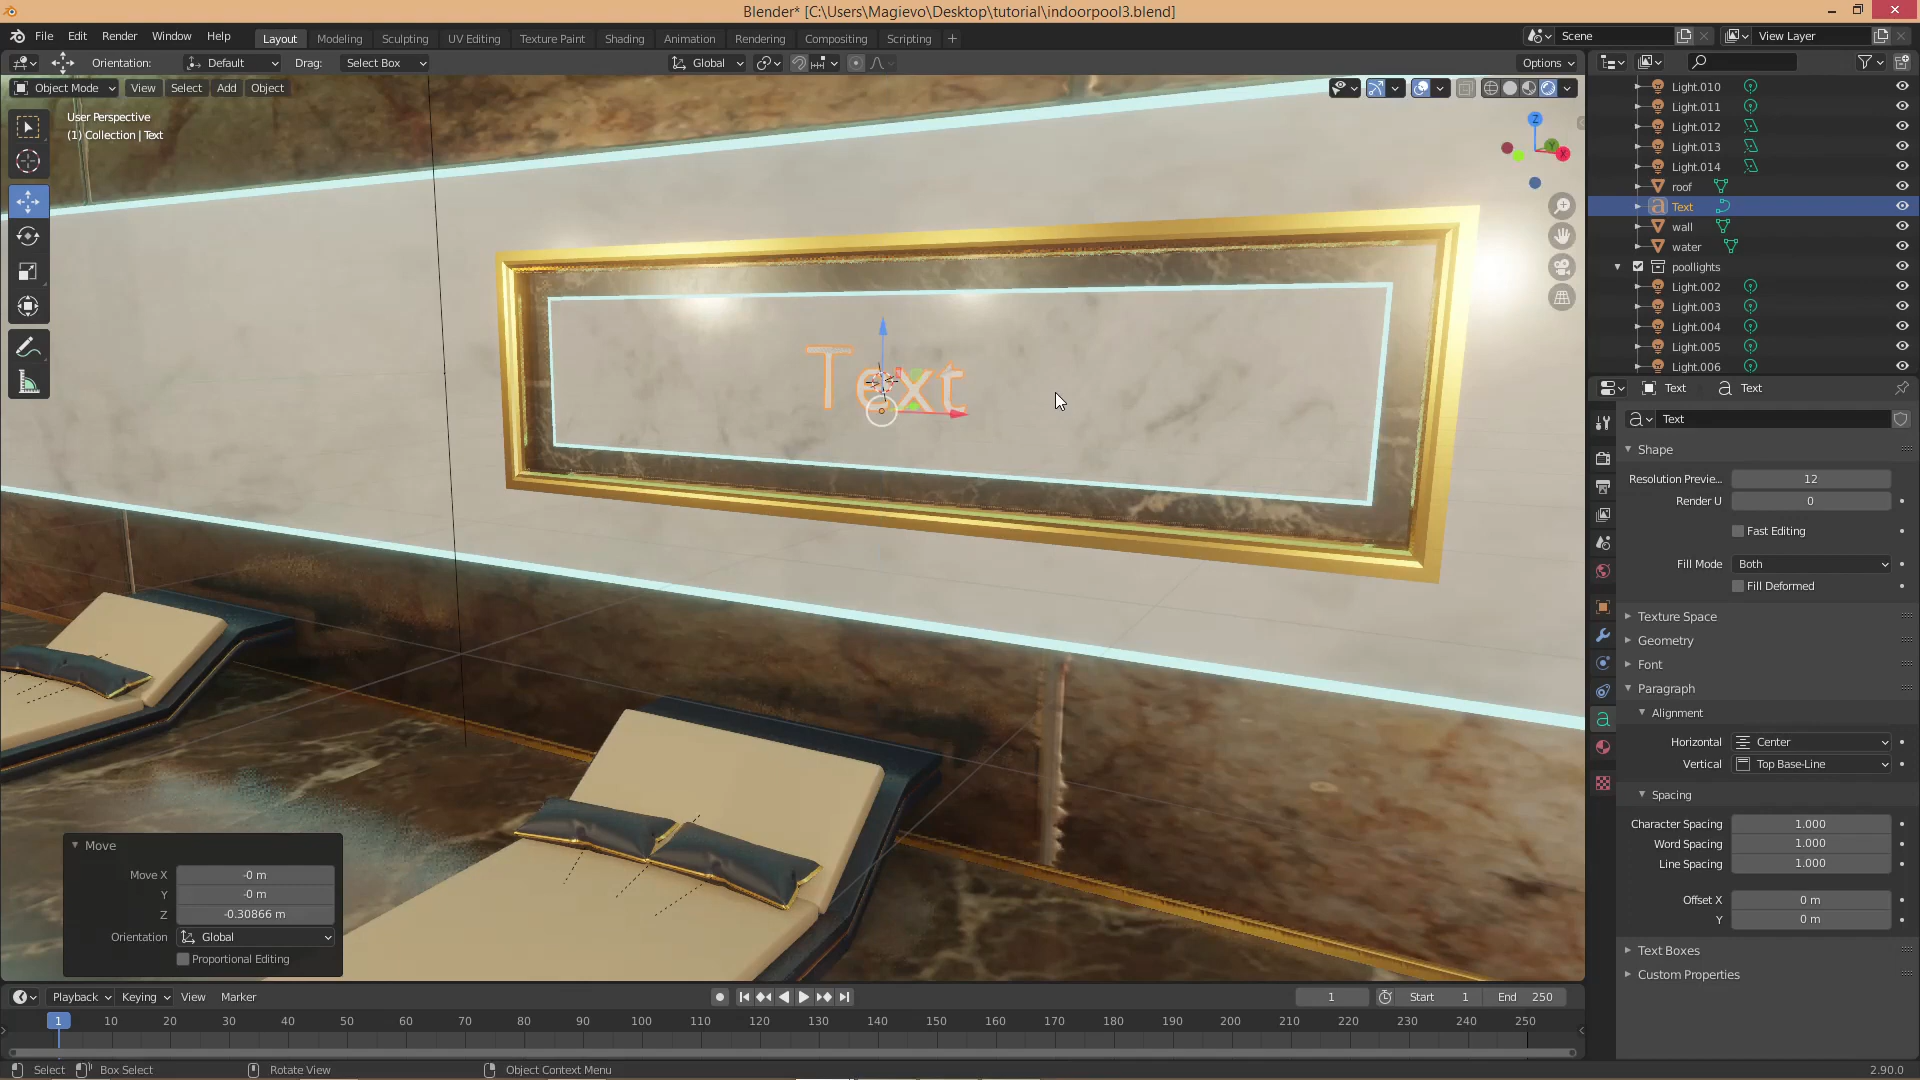 Blender* [C:\Users\Magievo\Desktop\tutorial\indoorpool3.blend]
File Edit Render Window Help
Layout Modeling Sculpting UV Editing Texture Paint Shading Animation Rendering Compositing Scripting +
Scene View Layer
Orientation: Default Drag: Select Box Global Options
Object Mode View Select Add Object
User Perspective
(1) Collection | Text
Z
Y
X
Text
Light.010
Light.011
Light.012
Light.013
Light.014
roof
Text
wall
water
poollights
Light.002
Light.003
Light.004
Light.005
Light.006
Text Text
Text
Shape
Resolution Previe... 12
Render U 0
Fast Editing
Fill Mode Both
Fill Deformed
Texture Space
Geometry
Font
Paragraph
Alignment
Horizontal Center
Vertical Top Base-Line
Spacing
Character Spacing 1.000
Word Spacing 1.000
Line Spacing 1.000
Offset X 0 m
Y 0 m
Text Boxes
Custom Properties
Move
Move X -0 m
Y -0 m
Z -0.30866 m
Orientation Global
Proportional Editing
Playback Keying View Marker
1 Start 1 End 250
1 10 20 30 40 50 60 70 80 90 100 110 120 130 140 150 160 170 180 190 200 210 220 230 240 250
Select Box Select Rotate View Object Context Menu 2.90.0